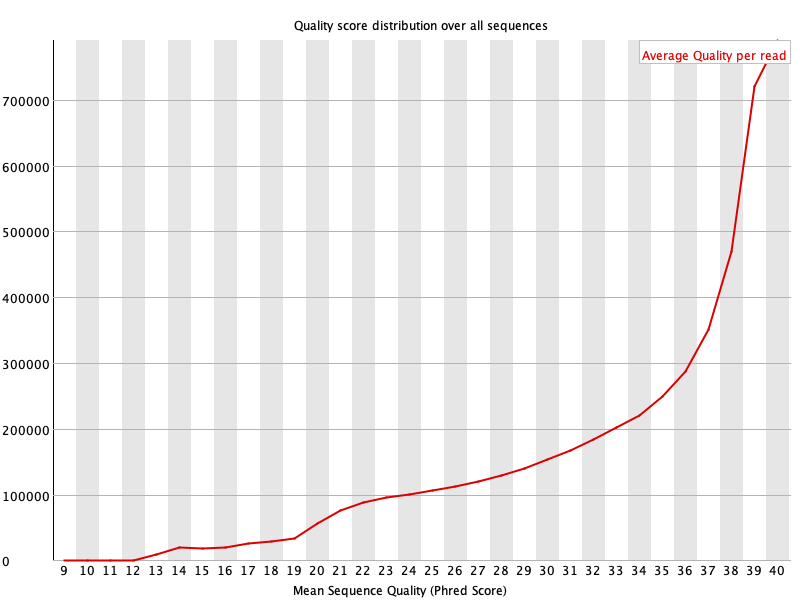 Quality score distribution over all sequences
Average Quality per read
700000
600000
500000
400000
300000
200000
100000
0
9 10 11 12 13 14 15 16 17 18 19 20 21 22 23 24 25 26 27 28 29 30 31 32 33 34 35 36 37 38 39 40
Mean Sequence Quality (Phred Score)